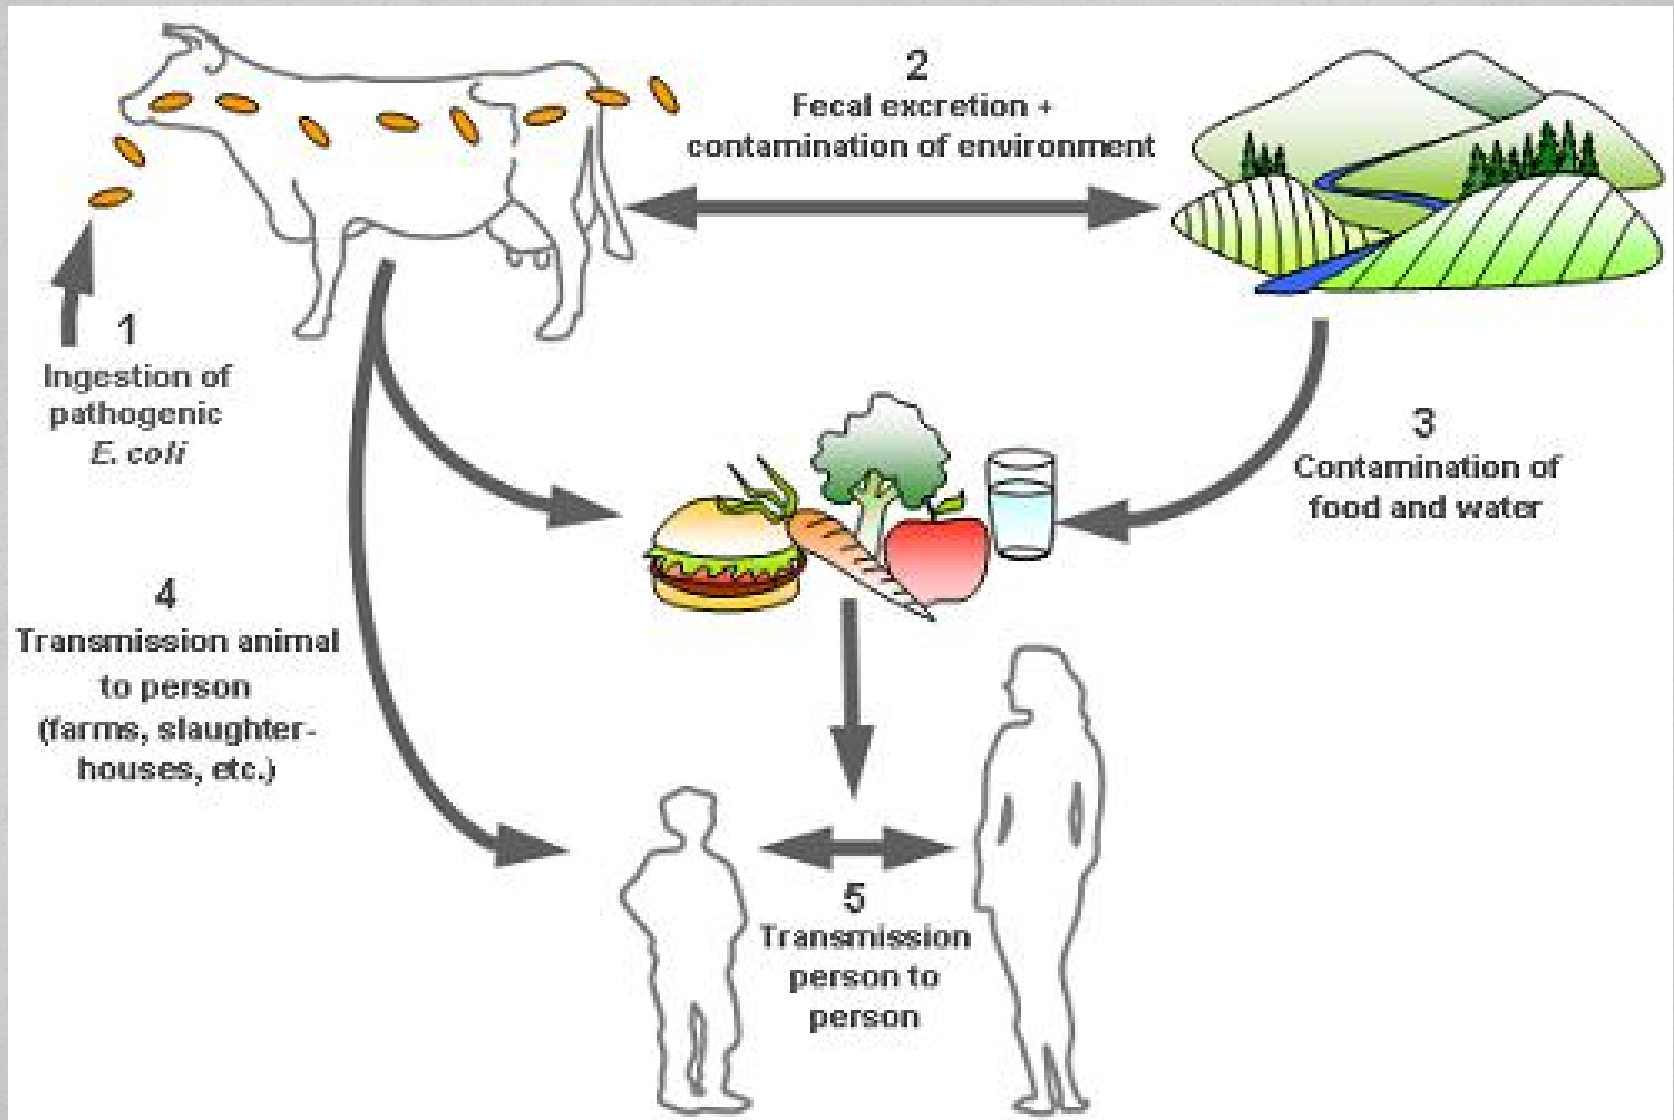 2
Fecal excretion +
contamination of environment
1
Ingestion of
pathogenic
E. coli
3
Contamination of
food and water
4
Transmission animal
to person
(farms, slaughter-
houses, etc.)
5
Transmission
person to
person